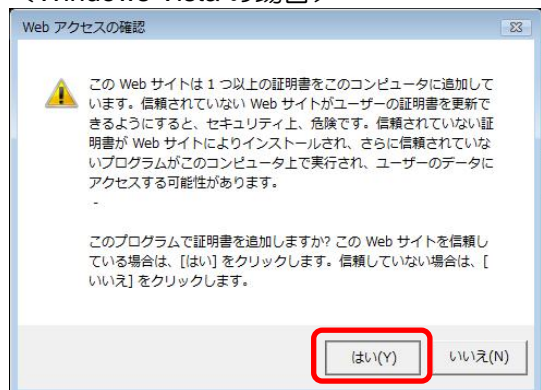 （Windows Vista の場合）
Web アクセスの確認
この Web サイトは 1 つ以上の証明書をこのコンピュータに追加して
います。信頼されていない Web サイトがユーザーの証明書を更新で
きるようにすると、セキュリティ上、危険です。信頼されていない証
明書が Web サイトによりインストールされ、さらに信頼されていな
いプログラムがこのコンピュータ上で実行され、ユーザーのデータに
アクセスする可能性があります。
-
このプログラムで証明書を追加しますか? この Web サイトを信頼し
ている場合は、[はい] をクリックします。信頼していない場合は、[
いいえ] をクリックします。
はい(Y) いいえ(N)